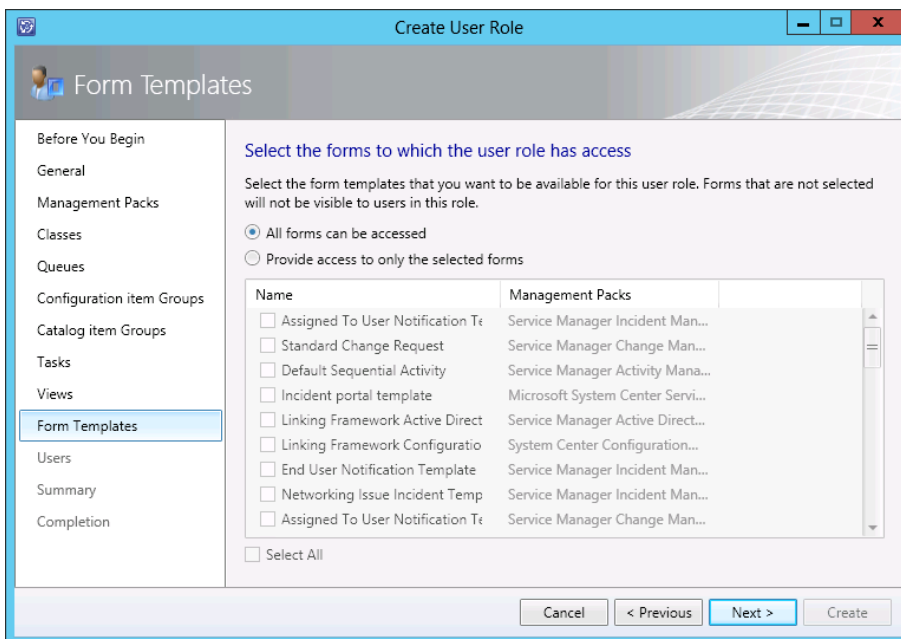 Create User Role
Form Templates
Before You Begin
General
Management Packs
Classes
Queues
Configuration item Groups
Catalog item Groups
Tasks
Views
Form Templates
Users
Summary
Completion
Select the forms to which the user role has access
Select the form templates that you want to be available for this user role. Forms that are not selected
will not be visible to users in this role.
All forms can be accessed
Provide access to only the selected forms
Name Management Packs
Assigned To User Notification Te Service Manager Incident Man...
Standard Change Request Service Manager Change Man...
Default Sequential Activity Service Manager Activity Mana...
Incident portal template Microsoft System Center Servi...
Linking Framework Active Direct Service Manager Active Direct...
Linking Framework Configuratio System Center Configuration...
End User Notification Template Service Manager Incident Man...
Networking Issue Incident Temp Service Manager Incident Man...
Assigned To User Notification Te Service Manager Change Man...
Select All
Cancel < Previous Next > Create